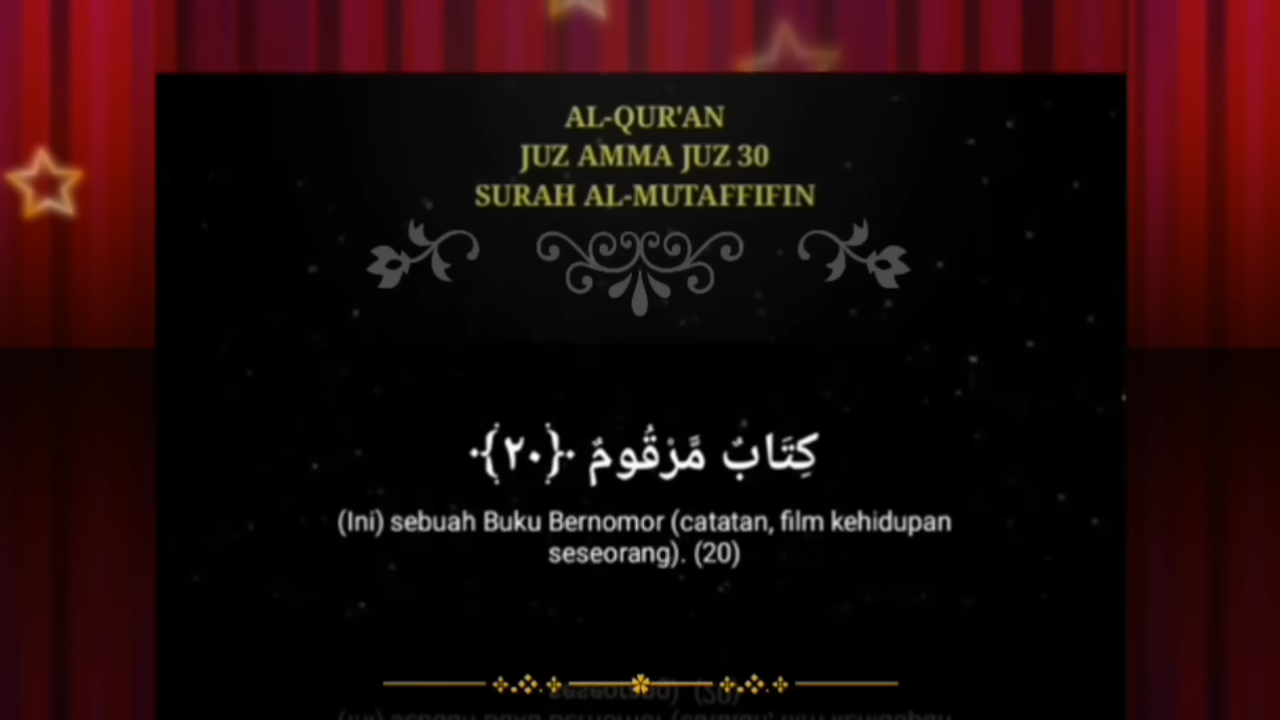 AL-QUR'AN
JUZ AMMA JUZ 30
SURAH AL-MUTAFFIFIN
كِتَابٌ مَّرْقُومٌ ﴿٢٠﴾
(Ini) sebuah Buku Bernomor (catatan, film kehidupan
seseorang). (20)